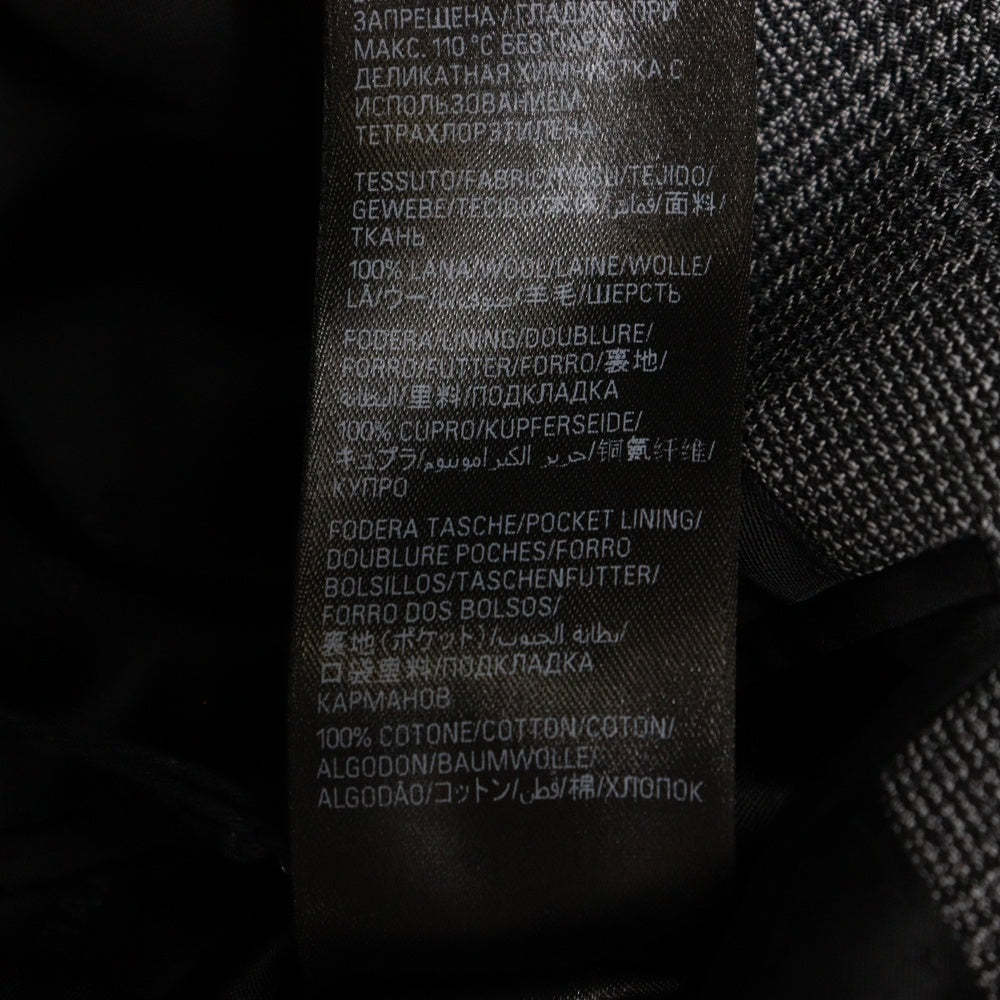 ЗАПРЕЩЕНА / ГЛАДИТЬ ПРИ
МАКС. 110 °C БЕЗ ПАРА /
ДЕЛИКАТНАЯ ХИМЧИСТКА С
ИСПОЛЬЗОВАНИЕМ
ТЕТРАХЛОРЭТИЛЕНА
TESSUTO/FABRIC/TISSU/TEJIDO/
GEWEBE/TECIDO/本体/قماش/面料/
ТКАНЬ
100% LANA/WOOL/LAINE/WOLLE/
LÃ/ウール/صوف/羊毛/ШЕРСТЬ
FODERA/LINING/DOUBLURE/
FORRO/FUTTER/FORRO/裏地/
البطانة/里料/ПОДКЛАДКА
100% CUPRO/KUPFERSEIDE/
キュプラ/حرير الكبرامونيوم/铜氨纤维/
КУПРО
FODERA TASCHE/POCKET LINING/
DOUBLURE POCHES/FORRO
BOLSILLOS/TASCHENFUTTER/
FORRO DOS BOLSOS/
裏地(ポケット)/بطانة الجيوب/
口袋里料/ПОДКЛАДКА
КАРМАНОВ
100% COTONE/COTTON/COTON/
ALGODON/BAUMWOLLE/
ALGODÃO/コットン/قطن/棉/ХЛОПОК